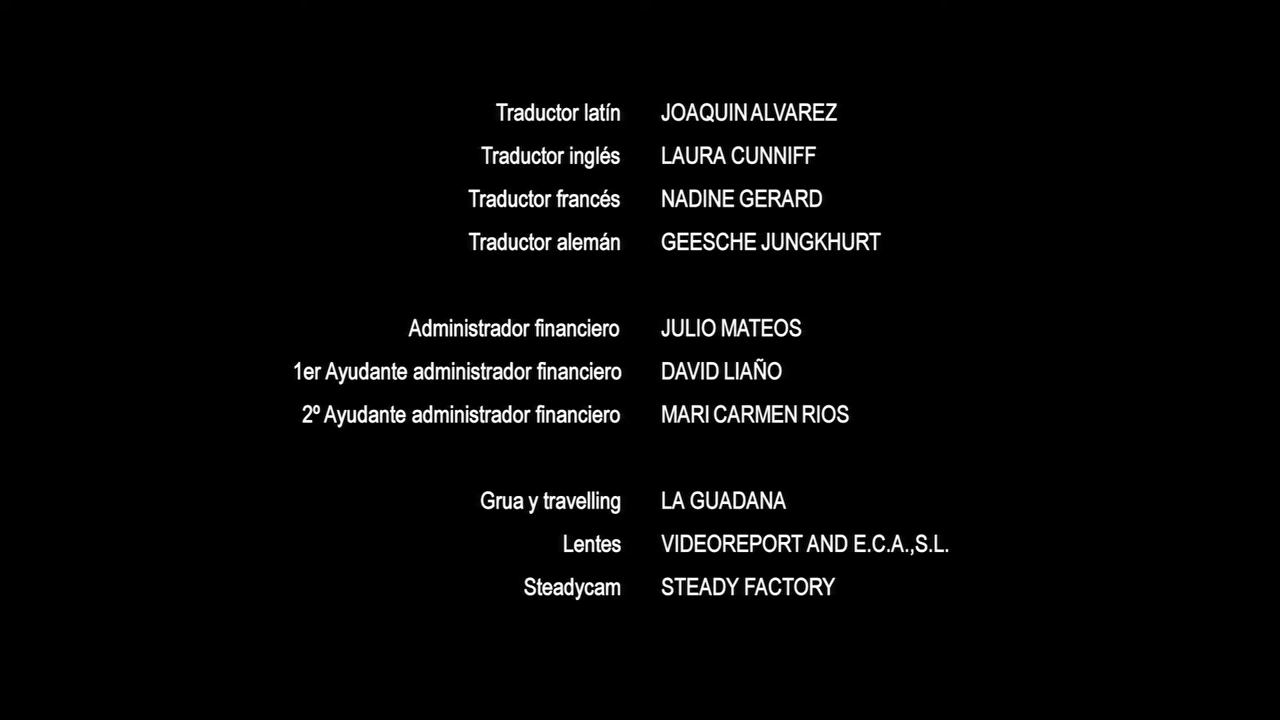 Traductor latín JOAQUIN ALVAREZ
Traductor inglés LAURA CUNNIFF
Traductor francés NADINE GERARD
Traductor alemán GEESCHE JUNGKHURT
Administrador financiero JULIO MATEOS
1er Ayudante administrador financiero DAVID LIAÑO
2º Ayudante administrador financiero MARI CARMEN RIOS
Grua y travelling LA GUADANA
Lentes VIDEOREPORT AND E.C.A.,S.L.
Steadycam STEADY FACTORY